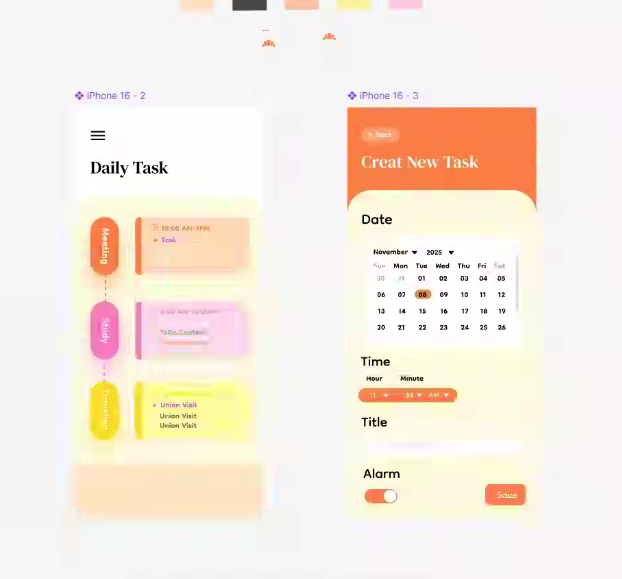 iPhone 16 - 2
Daily Task
Meeting
10:00 AM-1PM
Task
Study
8:00 AM-10:00AM
ToDo Content
Traveling
Union Visit
Union Visit
Union Visit
iPhone 16 - 3
Back
Creat New Task
Date
November 2025
Sun Mon Tue Wed Thu Fri Sat
30 31 01 02 03 04 05
06 07 08 09 10 11 12
13 14 15 16 17 18 19
20 21 22 23 24 25 26
Time
Hour Minute
11 55 AM
Title
Alarm
Save